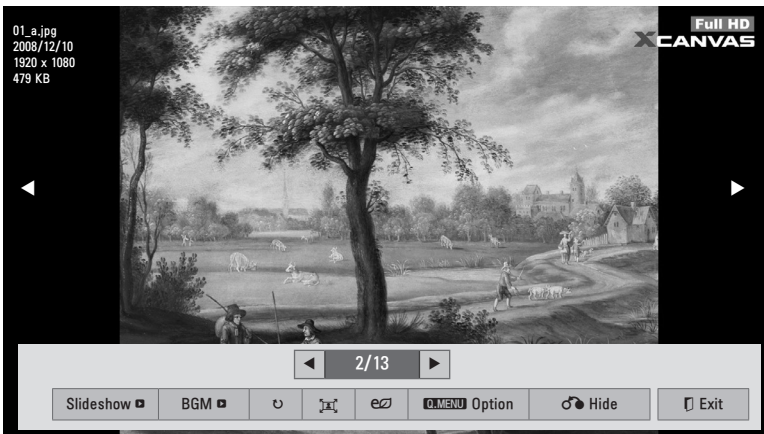 01_a.jpg
2008/12/10
1920 x 1080
479 KB
Full HD
XCANVAS
2/13
Slideshow
BGM
Q.MENU Option
Hide
Exit